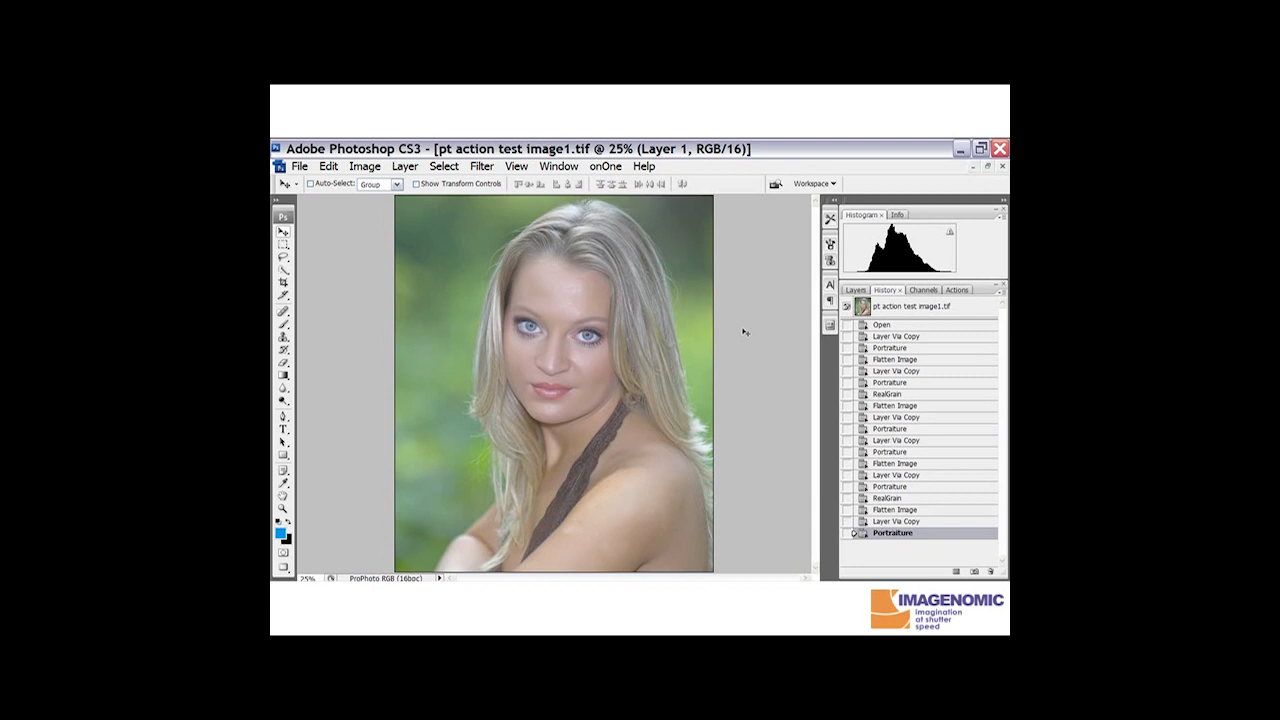 Adobe Photoshop CS3 - [pt action test image1.tif @ 25% (Layer 1, RGB/16)]
File Edit Image Layer Select Filter View Window onOne Help
Auto-Select: Group Show Transform Controls Workspace
Ps
Histogram Info
Layers History Channels Actions
pt action test image1.tif
Open
Layer Via Copy
Portraiture
Flatten Image
Layer Via Copy
Portraiture
RealGrain
Flatten Image
Layer Via Copy
Portraiture
Layer Via Copy
Portraiture
Flatten Image
Layer Via Copy
Portraiture
RealGrain
Flatten Image
Layer Via Copy
Portraiture
25% ProPhoto RGB (16bpc)
IMAGENOMIC
imagination
at shutter
speed